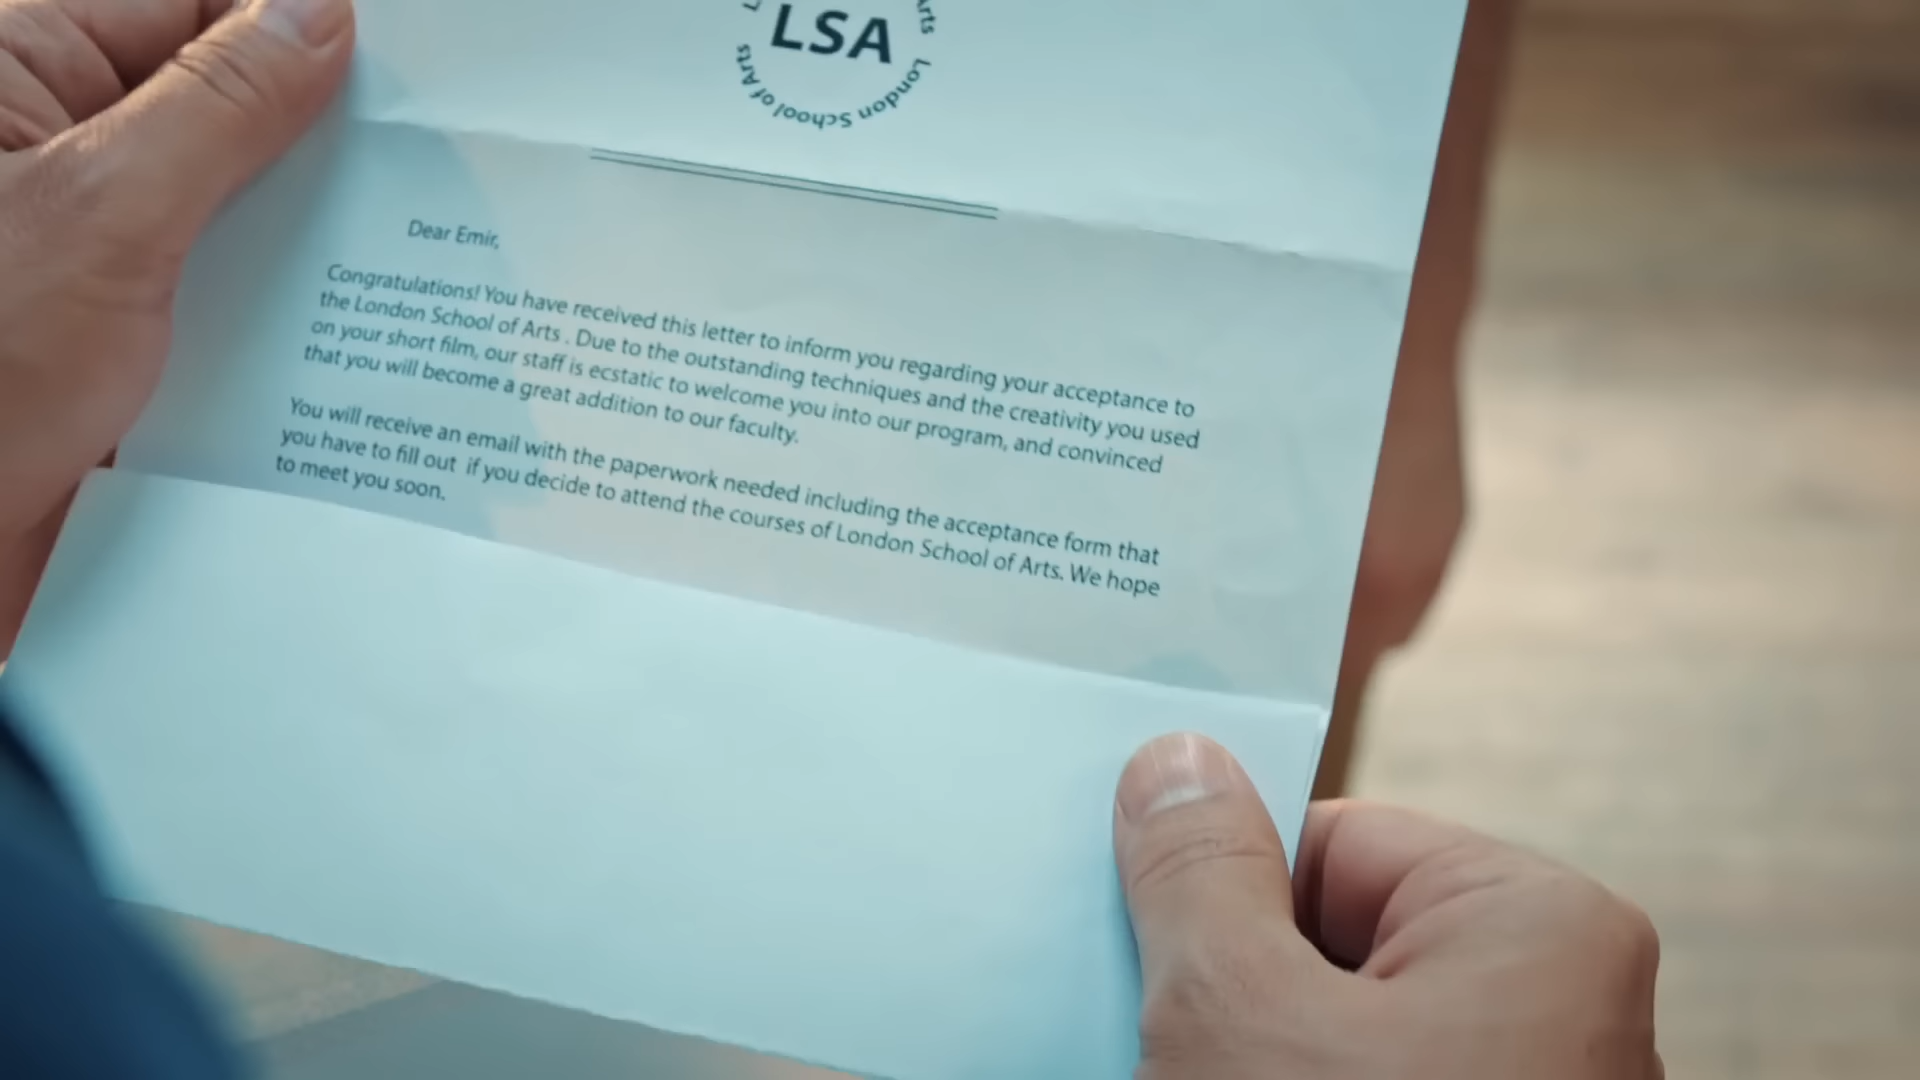 Arts
LSA
London School of Arts
Dear Emir,
Congratulations! You have received this letter to inform you regarding your acceptance to
the London School of Arts . Due to the outstanding techniques and the creativity you used
on your short film, our staff is ecstatic to welcome you into our program, and convinced
that you will become a great addition to our faculty.
You will receive an email with the paperwork needed including the acceptance form that
you have to fill out if you decide to attend the courses of London School of Arts. We hope
to meet you soon.